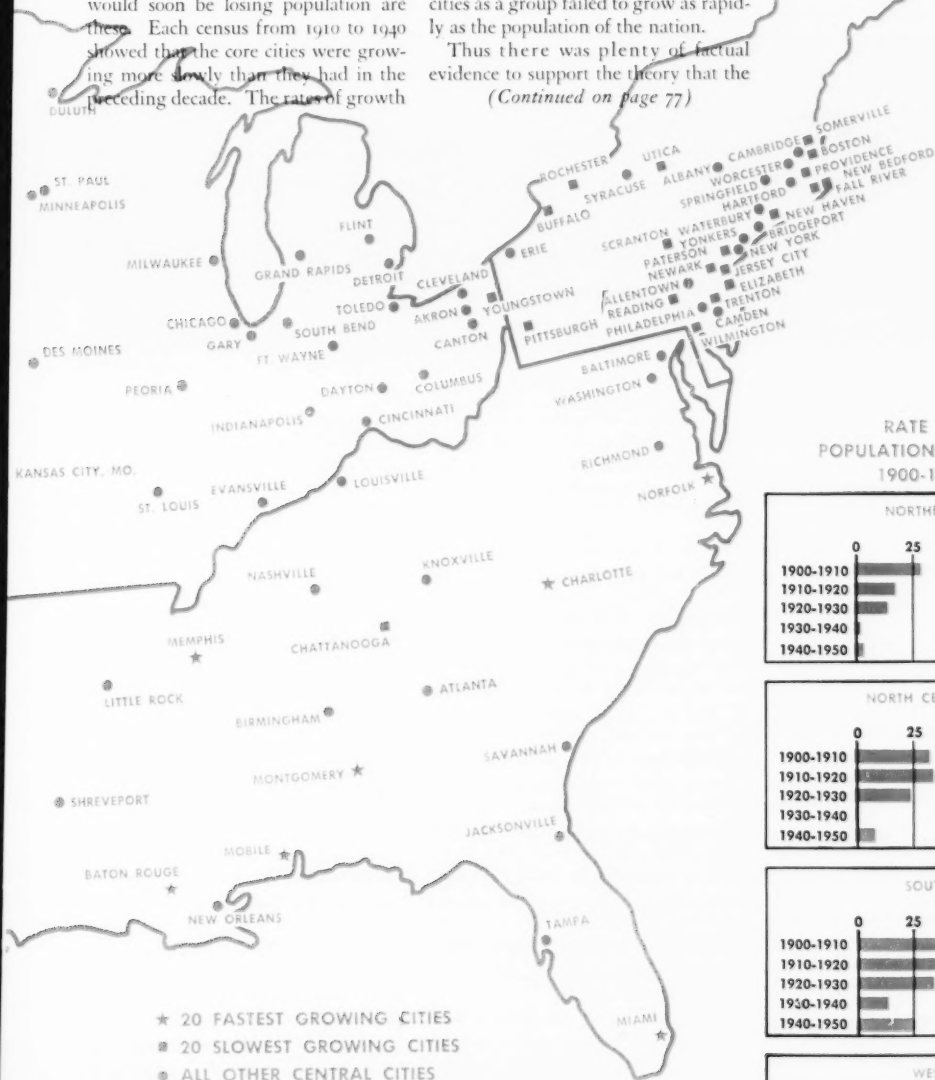 would soon be losing population are
these. Each census from 1910 to 1940
showed that the core cities were grow-
ing more slowly than they had in the
preceding decade. The rates of growth
cities as a group failed to grow as rapid-
ly as the population of the nation.
Thus there was plenty of factual
evidence to support the theory that the
(Continued on page 77)
DULUTH
ST. PAUL
MINNEAPOLIS
MILWAUKEE
GRAND RAPIDS
FLINT
DETROIT
CHICAGO
GARY
SOUTH BEND
FT. WAYNE
TOLEDO
CLEVELAND
AKRON
YOUNGSTOWN
CANTON
DES MOINES
PEORIA
INDIANAPOLIS
DAYTON
COLUMBUS
CINCINNATI
ROCHESTER
UTICA
SYRACUSE
BUFFALO
ERIE
ALBANY
CAMBRIDGE
SOMERVILLE
BOSTON
WORCESTER
PROVIDENCE
SPRINGFIELD
NEW BEDFORD
HARTFORD
FALL RIVER
SCRANTON
WATERBURY
NEW HAVEN
YONKERS
BRIDGEPORT
PATERSON
NEW YORK
NEWARK
JERSEY CITY
ALLENTOWN
ELIZABETH
READING
TRENTON
PITTSBURGH
PHILADELPHIA
CAMDEN
WILMINGTON
BALTIMORE
WASHINGTON
RICHMOND
NORFOLK
KANSAS CITY, MO.
ST. LOUIS
EVANSVILLE
LOUISVILLE
NASHVILLE
KNOXVILLE
CHARLOTTE
MEMPHIS
CHATTANOOGA
LITTLE ROCK
ATLANTA
BIRMINGHAM
SAVANNAH
MONTGOMERY
SHREVEPORT
JACKSONVILLE
MOBILE
BATON ROUGE
NEW ORLEANS
TAMPA
MIAMI
20 FASTEST GROWING CITIES
20 SLOWEST GROWING CITIES
ALL OTHER CENTRAL CITIES
RATE
POPULATION
1900-1
NORTHE
0 25
1900-1910
1910-1920
1920-1930
1930-1940
1940-1950
NORTH CE
0 25
1900-1910
1910-1920
1920-1930
1930-1940
1940-1950
SOU
0 25
1900-1910
1910-1920
1920-1930
1930-1940
1940-1950
WES